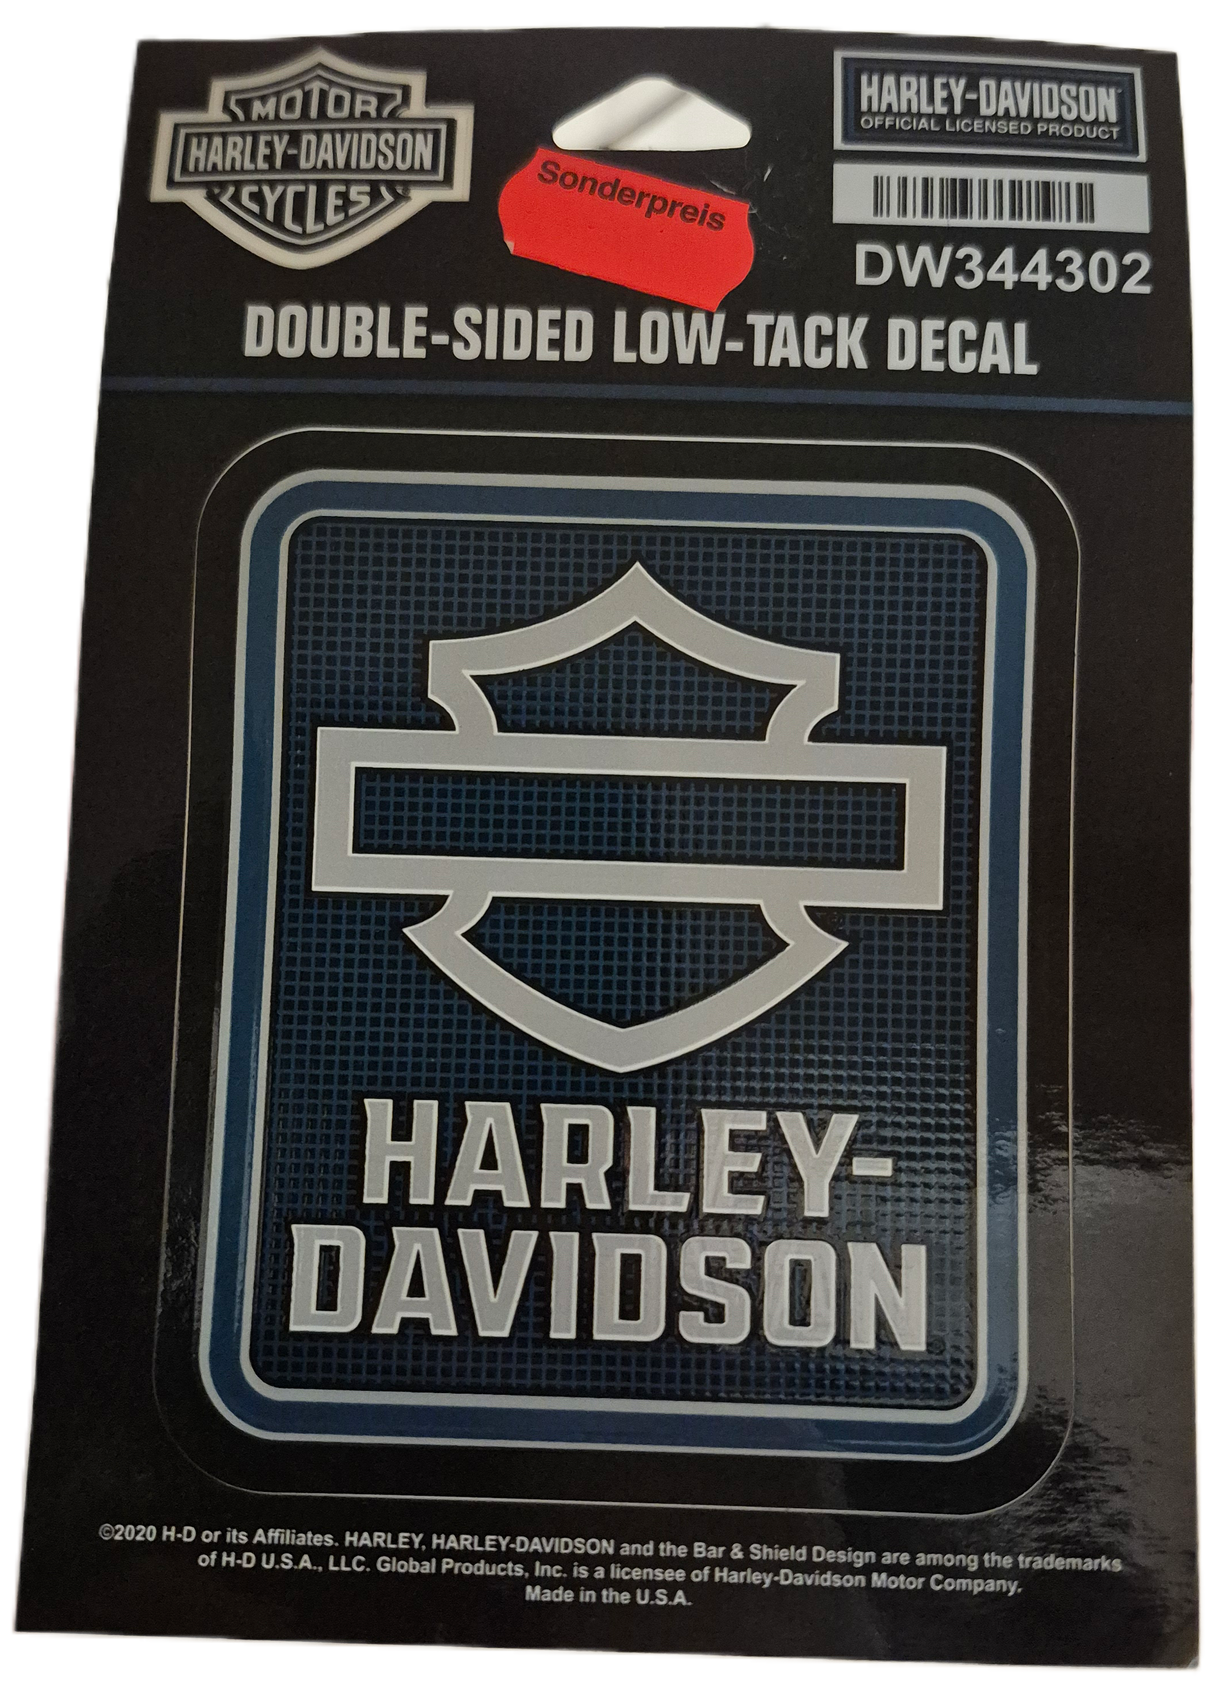 MOTOR
HARLEY-DAVIDSON
CYCLES
Sonderpreis
HARLEY-DAVIDSON
OFFICIAL LICENSED PRODUCT
DW344302
DOUBLE-SIDED LOW-TACK DECAL
HARLEY-
DAVIDSON
©2020 H-D or its Affiliates. HARLEY, HARLEY-DAVIDSON and the Bar & Shield Design are among the trademarks
of H-D U.S.A., LLC. Global Products, Inc. is a licensee of Harley-Davidson Motor Company.
Made in the U.S.A.